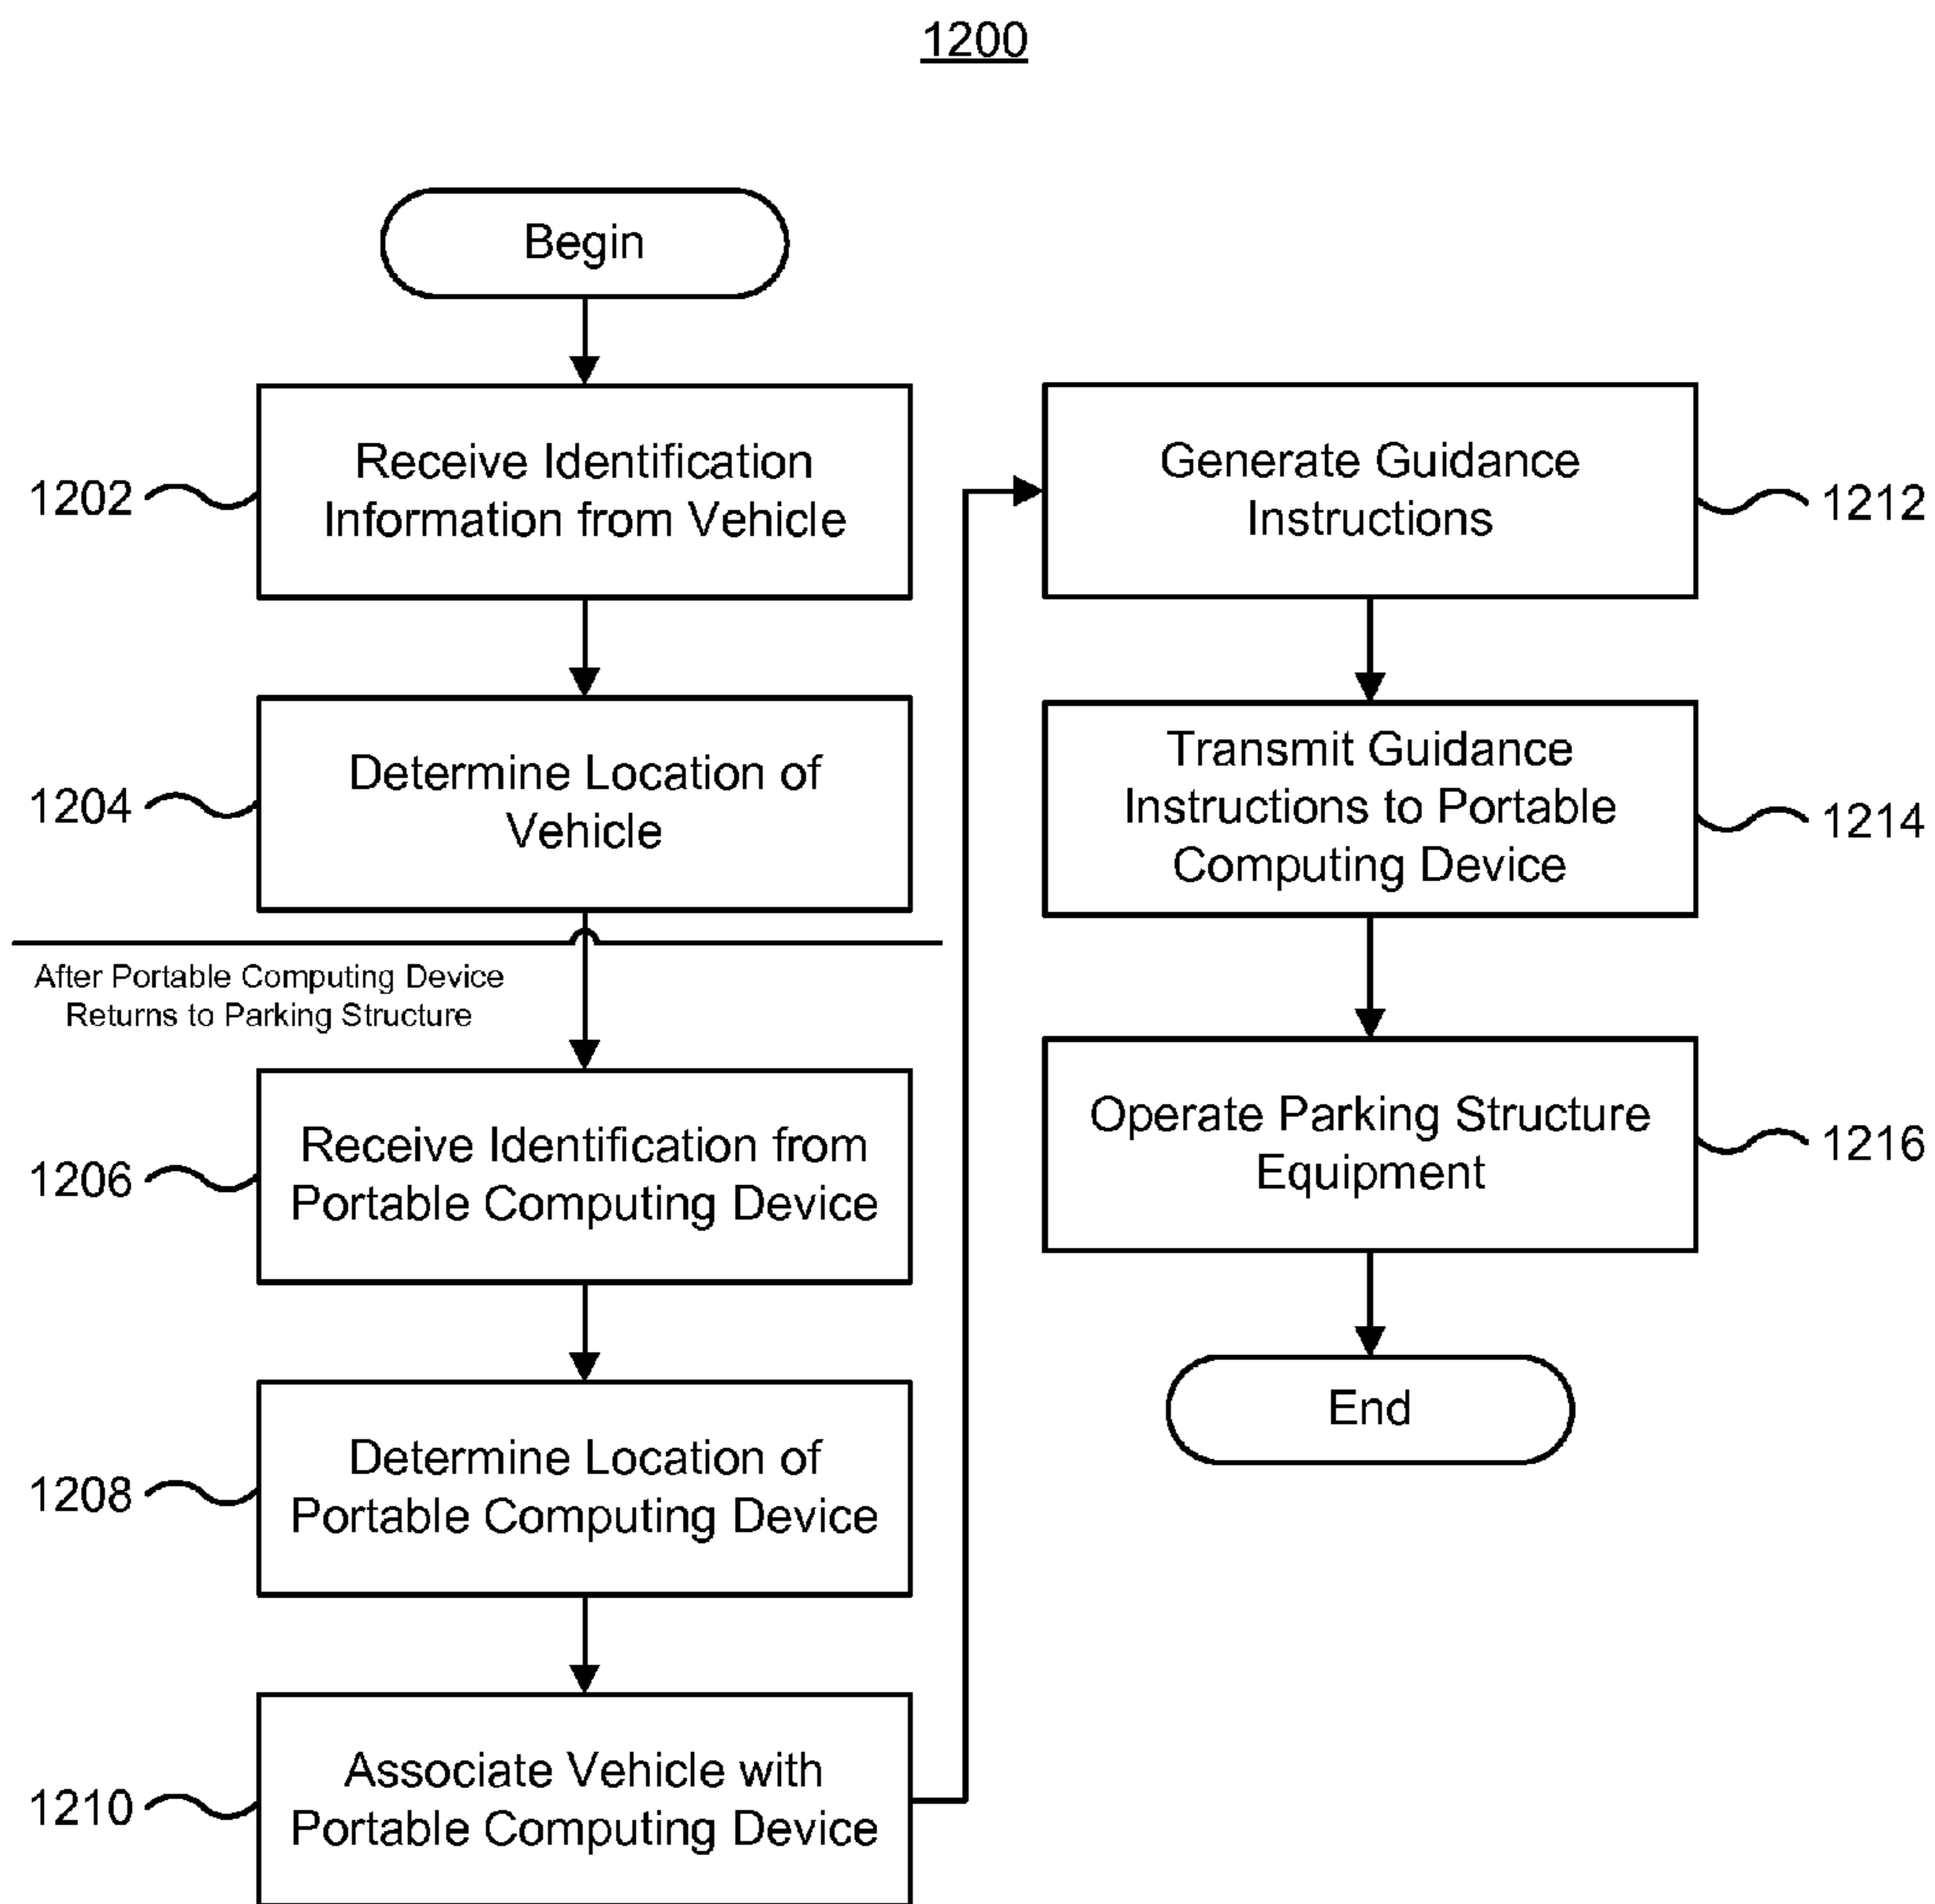 1200
Begin
1202
Receive Identification
Information from Vehicle
1204
Determine Location of
Vehicle
After Portable Computing Device
Returns to Parking Structure
1206
Receive Identification from
Portable Computing Device
1208
Determine Location of
Portable Computing Device
1210
Associate Vehicle with
Portable Computing Device
Generate Guidance
Instructions
1212
Transmit Guidance
Instructions to Portable
Computing Device
1214
Operate Parking Structure
Equipment
1216
End